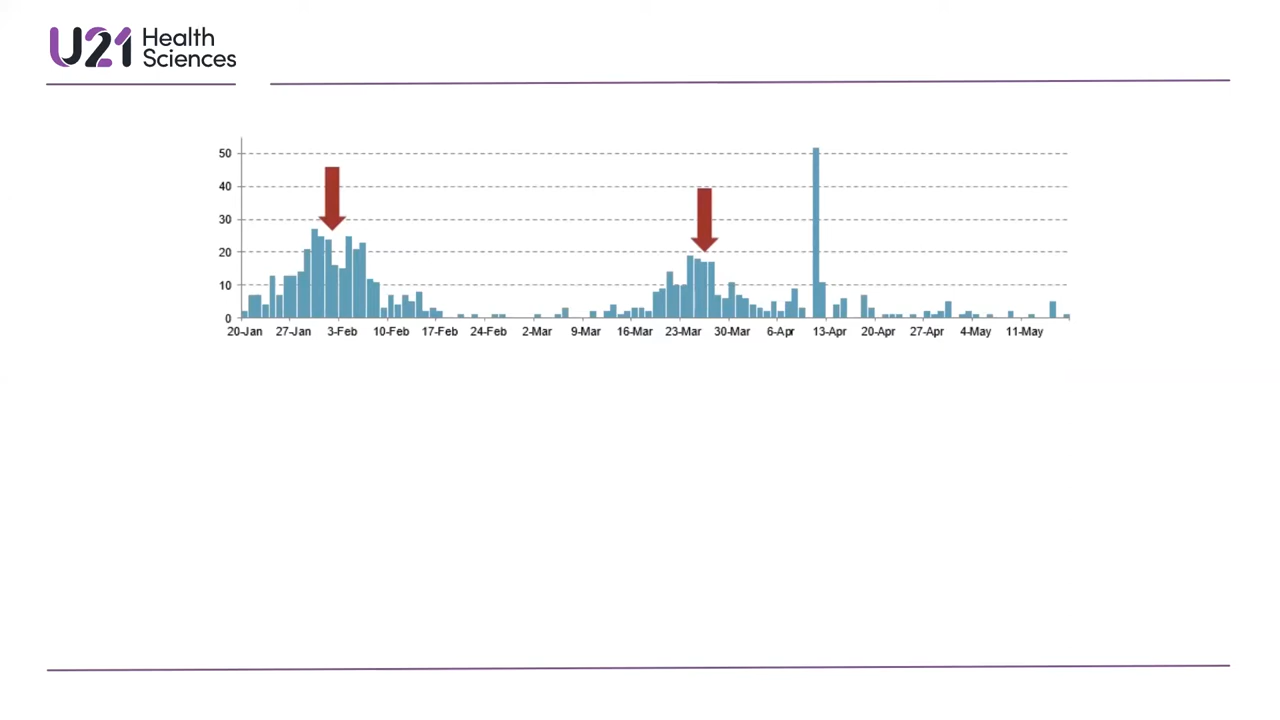 U21 Health
Sciences
50
40
30
20
10
0
20-Jan 27-Jan 3-Feb 10-Feb 17-Feb 24-Feb 2-Mar 9-Mar 16-Mar 23-Mar 30-Mar 6-Apr 13-Apr 20-Apr 27-Apr 4-May 11-May